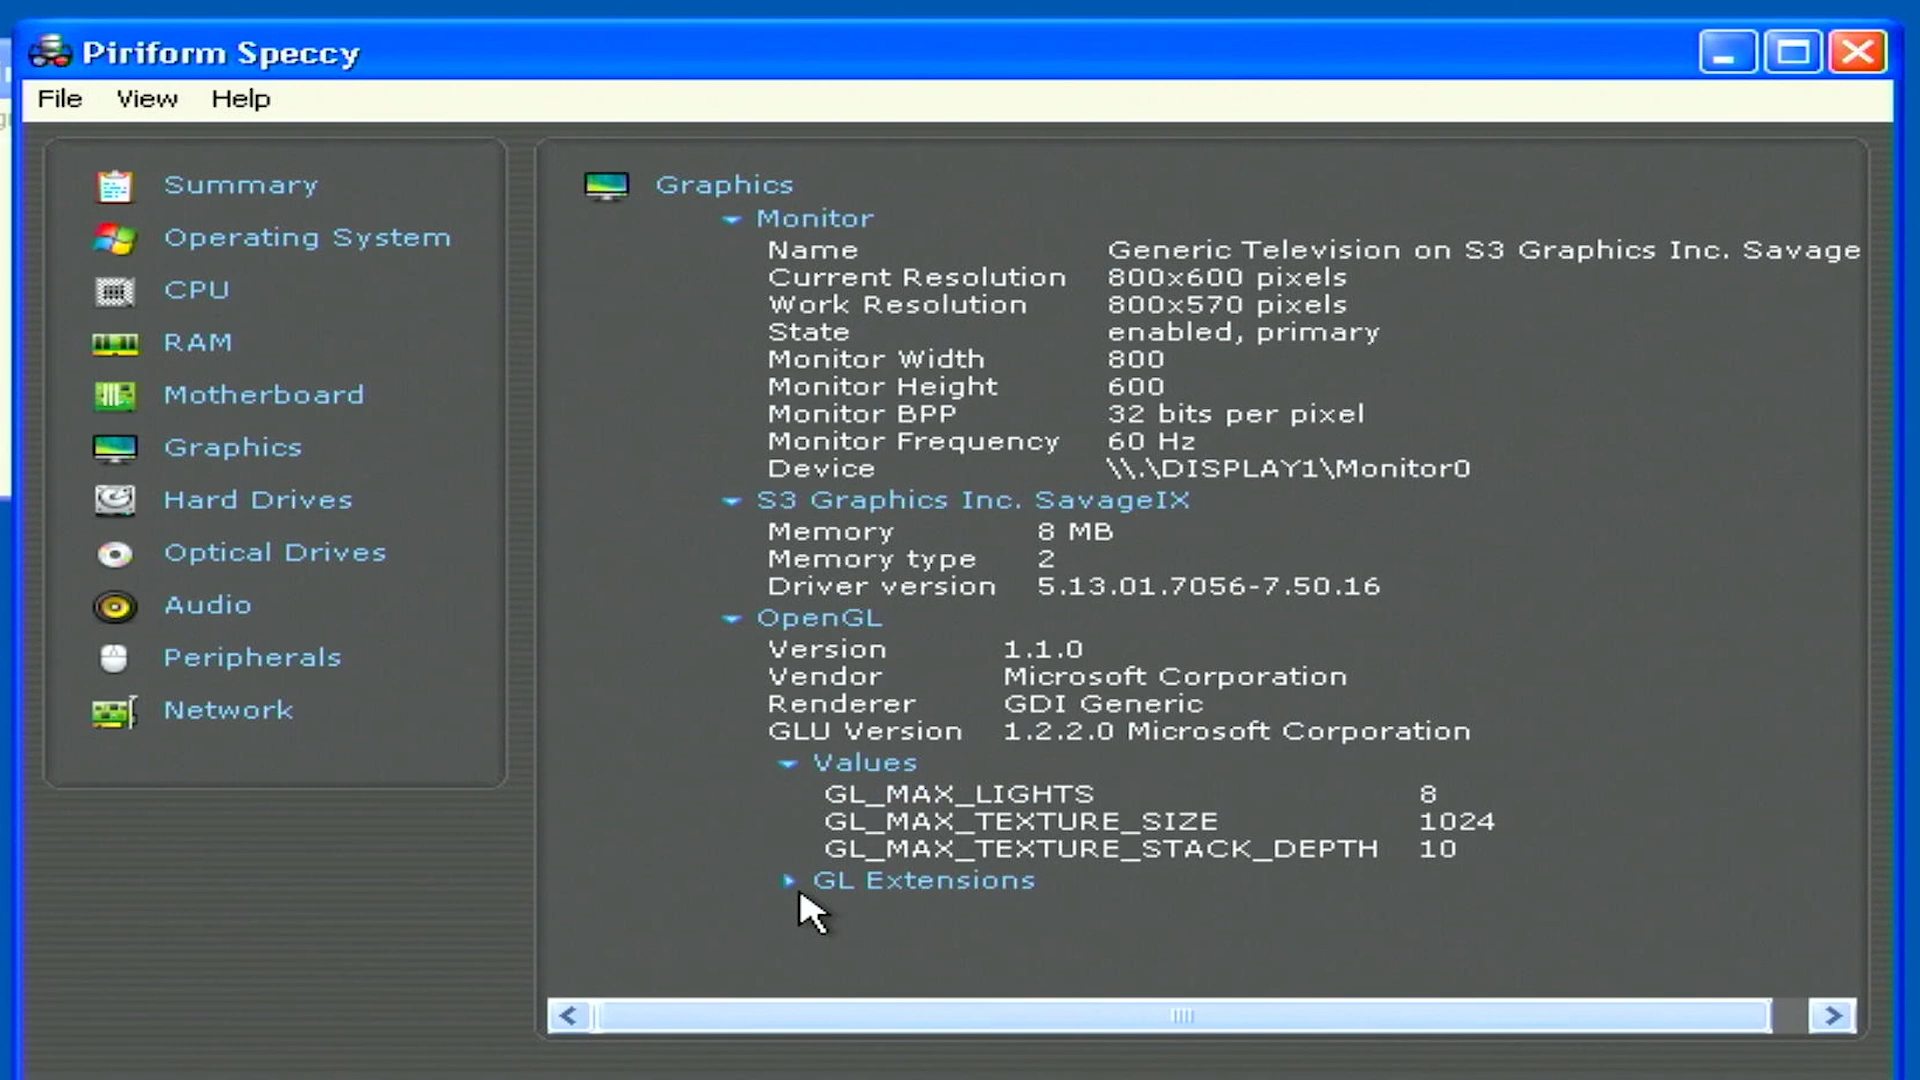 Piriform Speccy
File View Help
Summary
Operating System
CPU
RAM
Motherboard
Graphics
Hard Drives
Optical Drives
Audio
Peripherals
Network
Graphics
Monitor
Name Generic Television on S3 Graphics Inc. Savage
Current Resolution 800x600 pixels
Work Resolution 800x570 pixels
State enabled, primary
Monitor Width 800
Monitor Height 600
Monitor BPP 32 bits per pixel
Monitor Frequency 60 Hz
Device \\.\DISPLAY1\Monitor0
S3 Graphics Inc. SavageIX
Memory 8 MB
Memory type 2
Driver version 5.13.01.7056-7.50.16
OpenGL
Version 1.1.0
Vendor Microsoft Corporation
Renderer GDI Generic
GLU Version 1.2.2.0 Microsoft Corporation
Values
GL_MAX_LIGHTS 8
GL_MAX_TEXTURE_SIZE 1024
GL_MAX_TEXTURE_STACK_DEPTH 10
GL Extensions